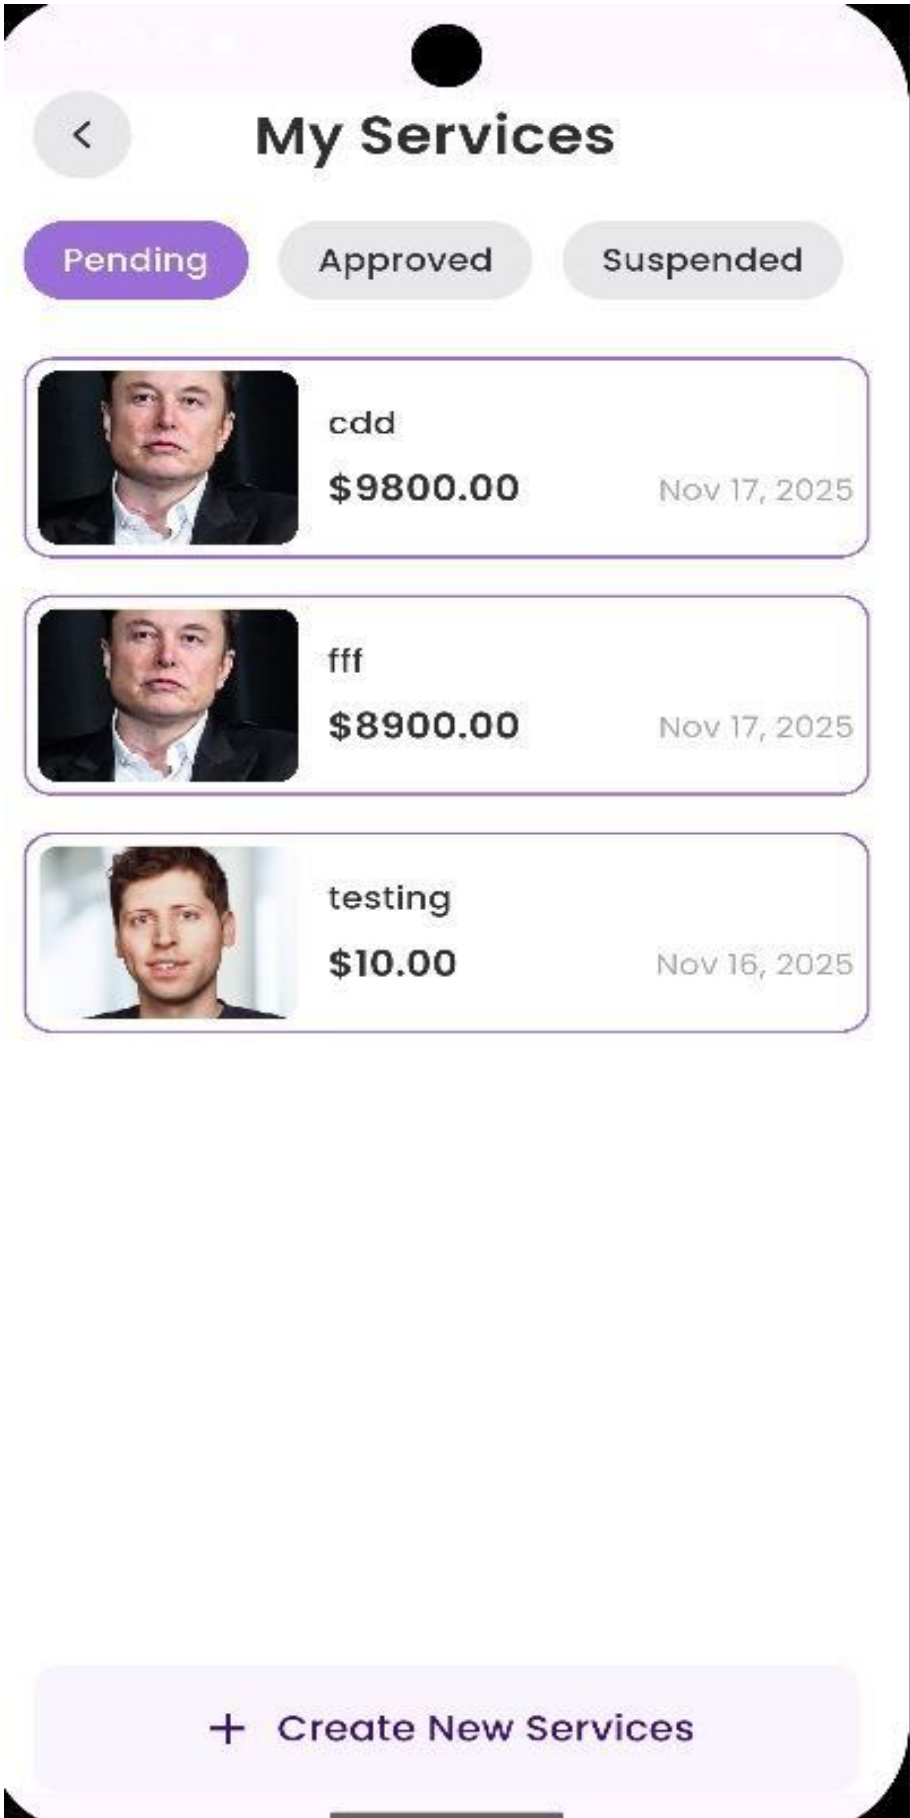 My Services
Pending Approved Suspended
cdd
$9800.00 Nov 17, 2025
fff
$8900.00 Nov 17, 2025
testing
$10.00 Nov 16, 2025
+ Create New Services